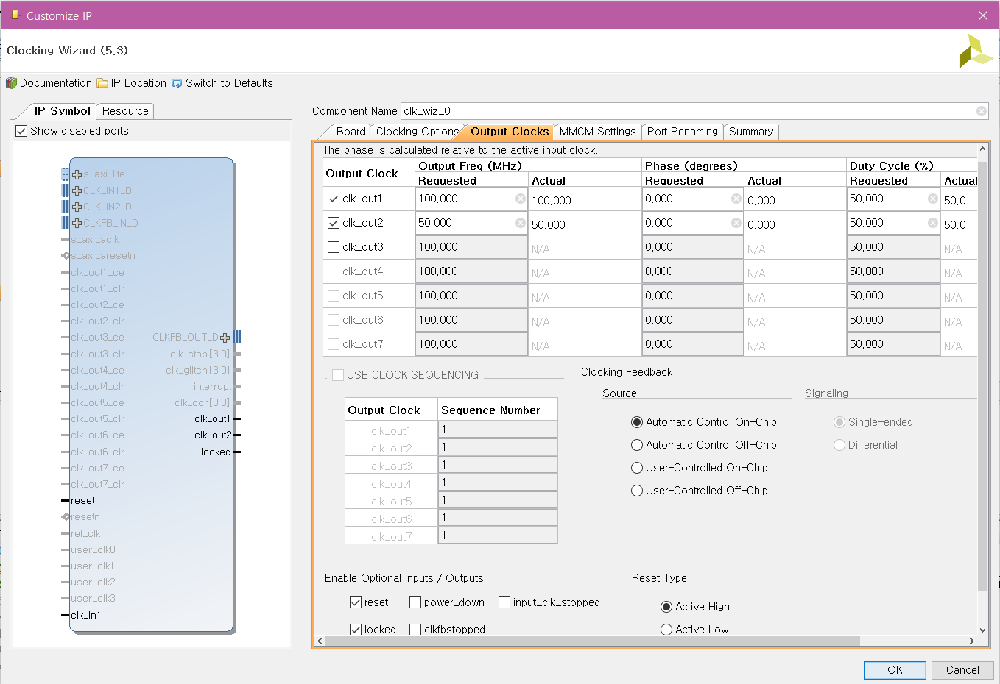 Customize IP
Clocking Wizard (5.3)
Documentation IP Location Switch to Defaults
IP Symbol Resource
Show disabled ports
s_axi_lite
CLK_IN1_D
CLK_IN2_D
CLKFB_IN_D
s_axi_aclk
s_axi_aresetn
clk_out1_ce
clk_out1_clr
clk_out2_ce
clk_out2_clr
clk_out3_ce
clk_out3_clr
clk_out4_ce
clk_out4_clr
clk_out5_ce
clk_out5_clr
clk_out6_ce
clk_out6_clr
clk_out7_ce
clk_out7_clr
reset
resetn
ref_clk
user_clk0
user_clk1
user_clk2
user_clk3
clk_in1
CLKFB_OUT_D
clk_stop[3:0]
clk_glitch[3:0]
interrupt
clk_oor[3:0]
clk_out1
clk_out2
locked
Component Name clk_wiz_0
Board Clocking Options Output Clocks MMCM Settings Port Renaming Summary
The phase is calculated relative to the active input clock.
Output Clock Output Freq (MHz) Phase (degrees) Duty Cycle (%)
Requested Actual Requested Actual Requested Actual
clk_out1 100,000 100,000 0,000 0,000 50,000 50,0
clk_out2 50,000 50,000 0,000 0,000 50,000 50,0
clk_out3 100,000 N/A 0,000 N/A 50,000 N/A
clk_out4 100,000 N/A 0,000 N/A 50,000 N/A
clk_out5 100,000 N/A 0,000 N/A 50,000 N/A
clk_out6 100,000 N/A 0,000 N/A 50,000 N/A
clk_out7 100,000 N/A 0,000 N/A 50,000 N/A
USE CLOCK SEQUENCING
Output Clock Sequence Number
clk_out1 1
clk_out2 1
clk_out3 1
clk_out4 1
clk_out5 1
clk_out6 1
clk_out7 1
Clocking Feedback
Source
Automatic Control On-Chip
Automatic Control Off-Chip
User-Controlled On-Chip
User-Controlled Off-Chip
Signaling
Single-ended
Differential
Enable Optional Inputs / Outputs
reset power_down input_clk_stopped
locked clkfbstopped
Reset Type
Active High
Active Low
OK Cancel